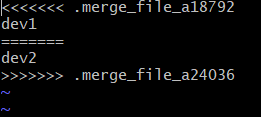 <<<<<<< .merge_file_a18792
dev1
=======
dev2
>>>>>>> .merge_file_a24036
~
~